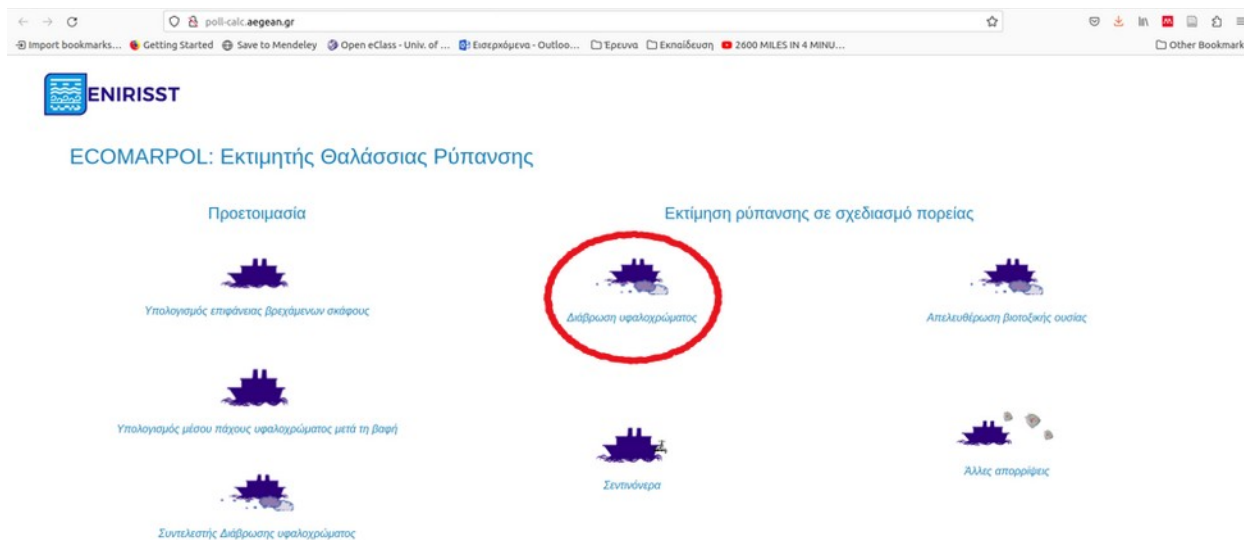 poll-calc.aegean.gr
Import bookmarks... Getting Started Save to Mendeley Open eClass - Univ. of ... Εισερχόμενα - Outloo... Έρευνα Εκπαίδευση 2600 MILES IN 4 MINU... Other Bookmark
ENIRISST
ECOMARPOL: Εκτιμητής Θαλάσσιας Ρύπανσης
Προετοιμασία
Υπολογισμός επιφάνειας βρεχάμενων σκάφους
Υπολογισμός μέσου πάχους υφαλοχρώματος μετά τη βαφή
Συντελεστής Διάβρωσης υφαλοχρώματος
Εκτίμηση ρύπανσης σε σχεδιασμό πορείας
Διάβρωση υφαλοχρώματος
Απελευθέρωση βιοτοξικής ουσίας
Σεντινόνερα
Άλλες απορρίψεις